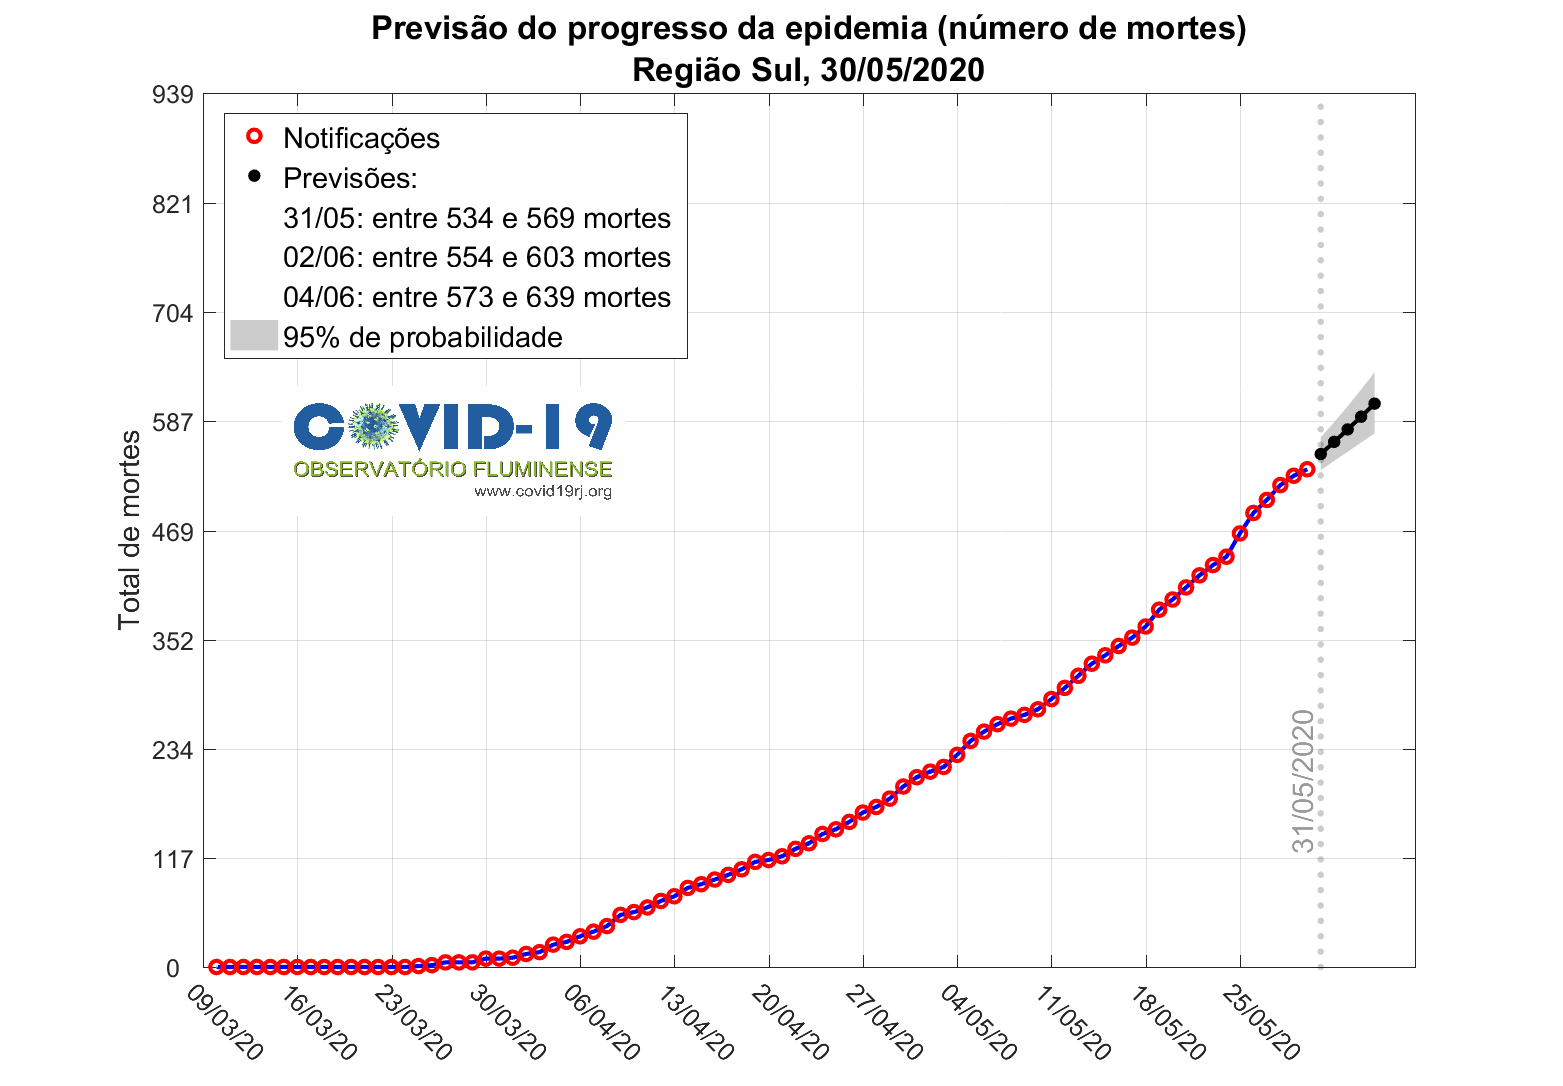 Previsão do progresso da epidemia (número de mortes)
Região Sul, 30/05/2020
939
821
704
587
469
352
234
117
0
Total de mortes
Notificações
Previsões:
31/05: entre 534 e 569 mortes
02/06: entre 554 e 603 mortes
04/06: entre 573 e 639 mortes
95% de probabilidade
COVID-19
OBSERVATÓRIO FLUMINENSE
www.covid19rj.org
31/05/2020
09/03/20
16/03/20
23/03/20
30/03/20
06/04/20
13/04/20
20/04/20
27/04/20
04/05/20
11/05/20
18/05/20
25/05/20